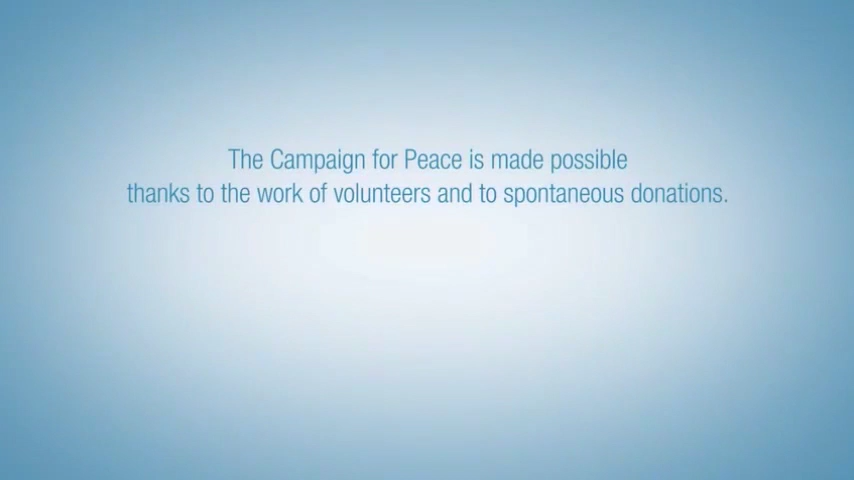 The Campaign for Peace is made possible
thanks to the work of volunteers and to spontaneous donations.